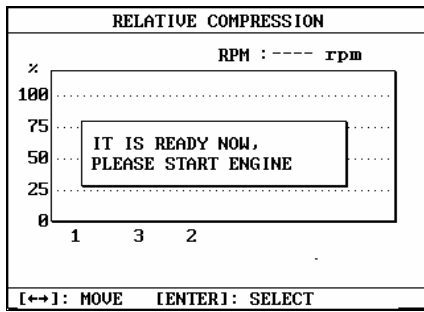 RELATIVE COMPRESSION
RPM :---- rpm
%
100
75
IT IS READY NOW,
50
PLEASE START ENGINE
25
0
1 3 2
[←→]: MOVE [ENTER]: SELECT